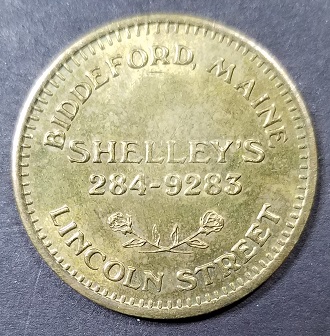 BIDDEFORD, MAINE
SHELLEY'S
284-9283
LINCOLN STREET